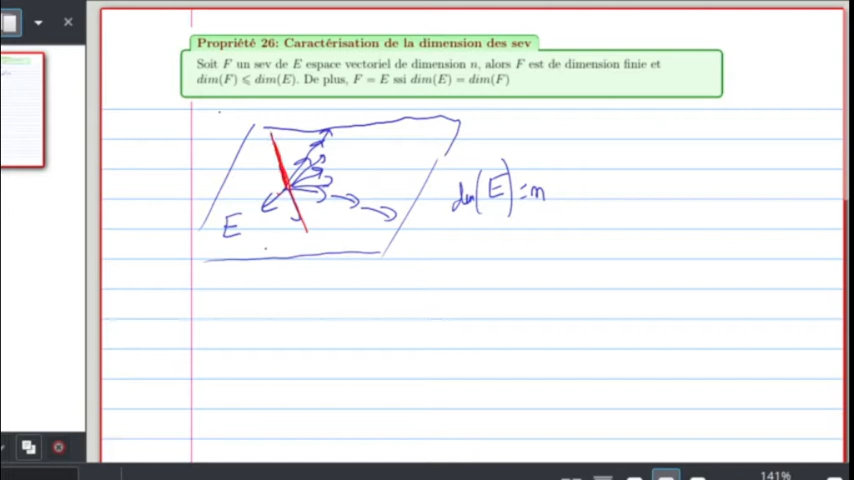 Propriété 26: Caractérisation de la dimension des sev
Soit F un sev de E espace vectoriel de dimension n, alors F est de dimension finie et
dim(F) ⩽ dim(E). De plus, F = E ssi dim(E) = dim(F)
E
dim(E)=n
141%